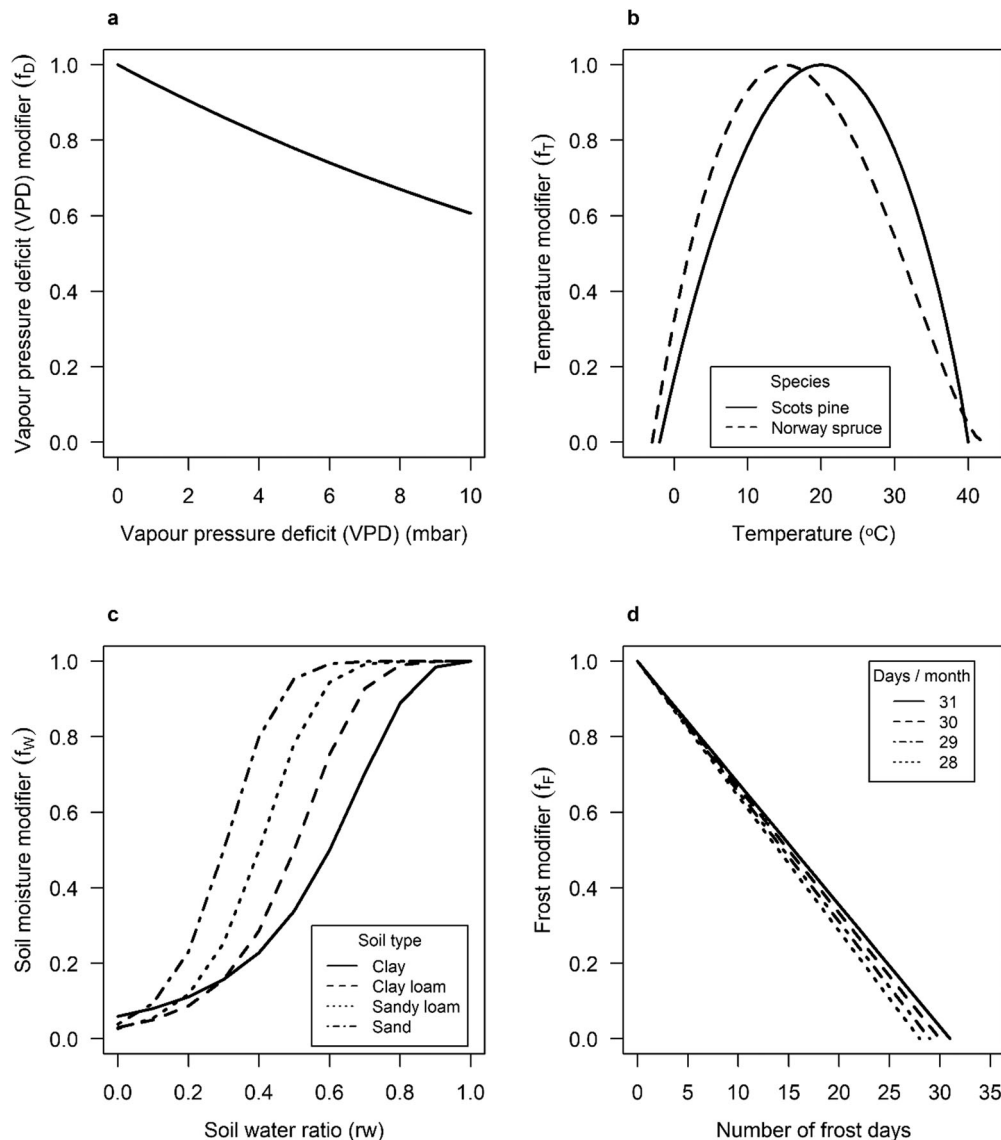 a
Vapour pressure deficit (VPD) modifier (fD)
1.0
0.8
0.6
0.4
0.2
0.0
0 2 4 6 8 10
Vapour pressure deficit (VPD) (mbar)
b
Temperature modifier (fT)
1.0
0.8
0.6
0.4
0.2
0.0
Species
Scots pine
Norway spruce
0 10 20 30 40
Temperature (oC)
c
Soil moisture modifier (fW)
1.0
0.8
0.6
0.4
0.2
0.0
Soil type
Clay
Clay loam
Sandy loam
Sand
0.0 0.2 0.4 0.6 0.8 1.0
Soil water ratio (rw)
d
Frost modifier (fF)
1.0
0.8
0.6
0.4
0.2
0.0
Days / month
31
30
29
28
0 5 10 15 20 25 30 35
Number of frost days